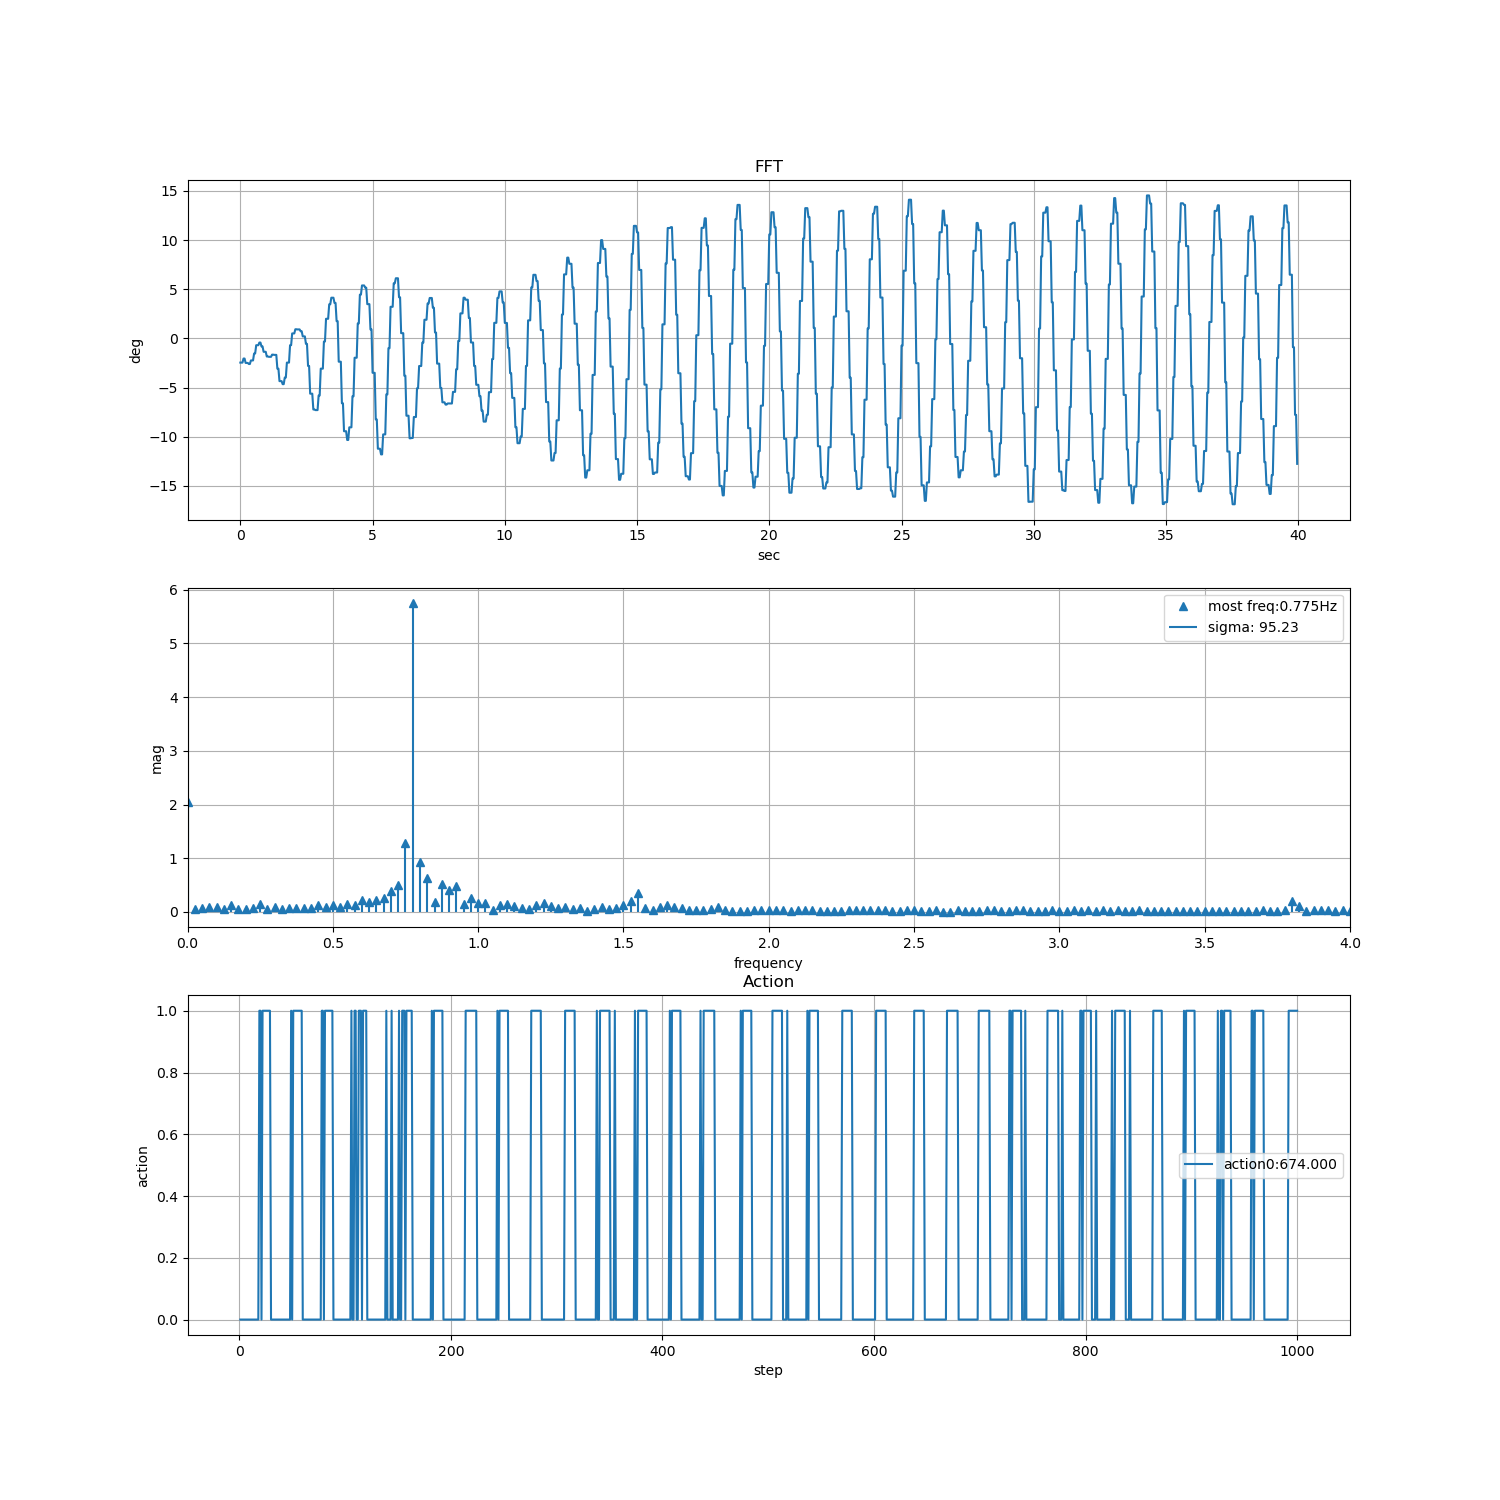 FFT
15
10
5
0
−5
−10
−15
deg
0 5 10 15 20 25 30 35 40
sec
6
5
4
3
2
1
0
mag
most freq:0.775Hz
sigma: 95.23
0.0 0.5 1.0 1.5 2.0 2.5 3.0 3.5 4.0
frequency
Action
1.0
0.8
0.6
0.4
0.2
0.0
action
action0:674.000
0 200 400 600 800 1000
step